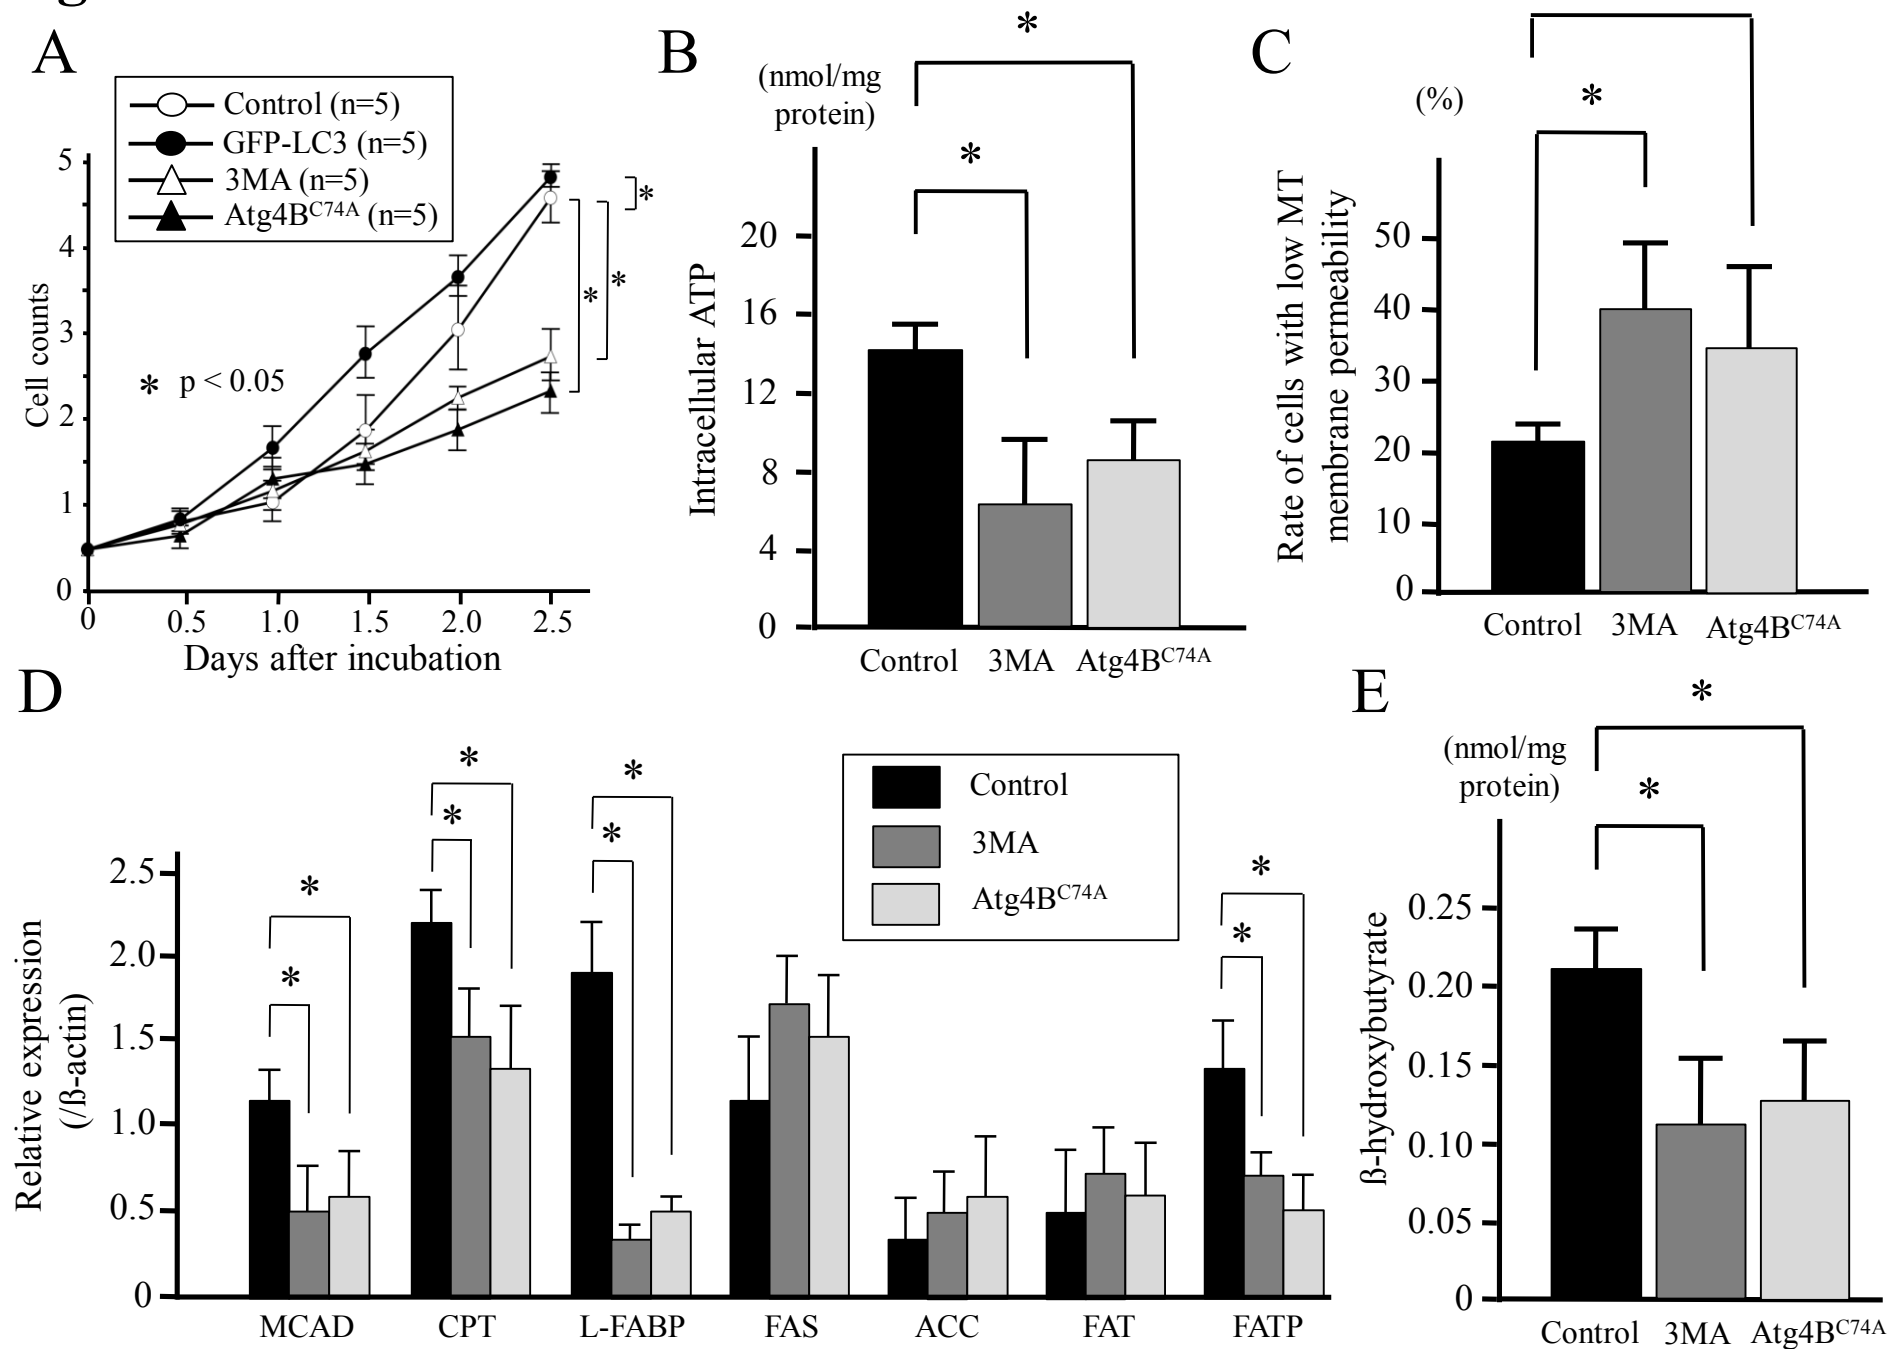 A
Control (n=5)
GFP-LC3 (n=5)
3MA (n=5)
Atg4B^C74A (n=5)
Cell counts
5
4
3
2
1
0
* p < 0.05
*
*
*
0 0.5 1.0 1.5 2.0 2.5
Days after incubation
B
(nmol/mg
protein)
*
*
Intracellular ATP
20
16
12
8
4
0
Control 3MA Atg4B^C74A
C
(%)
*
Rate of cells with low MT
membrane permeability
50
40
30
20
10
0
Control 3MA Atg4B^C74A
D
Relative expression
(/ß-actin)
2.5
2.0
1.5
1.0
0.5
0
*
*
*
*
*
*
*
*
Control
3MA
Atg4B^C74A
MCAD CPT L-FABP FAS ACC FAT FATP
E
(nmol/mg
protein)
*
*
ß-hydroxybutyrate
0.25
0.20
0.15
0.10
0.05
0
Control 3MA Atg4B^C74A